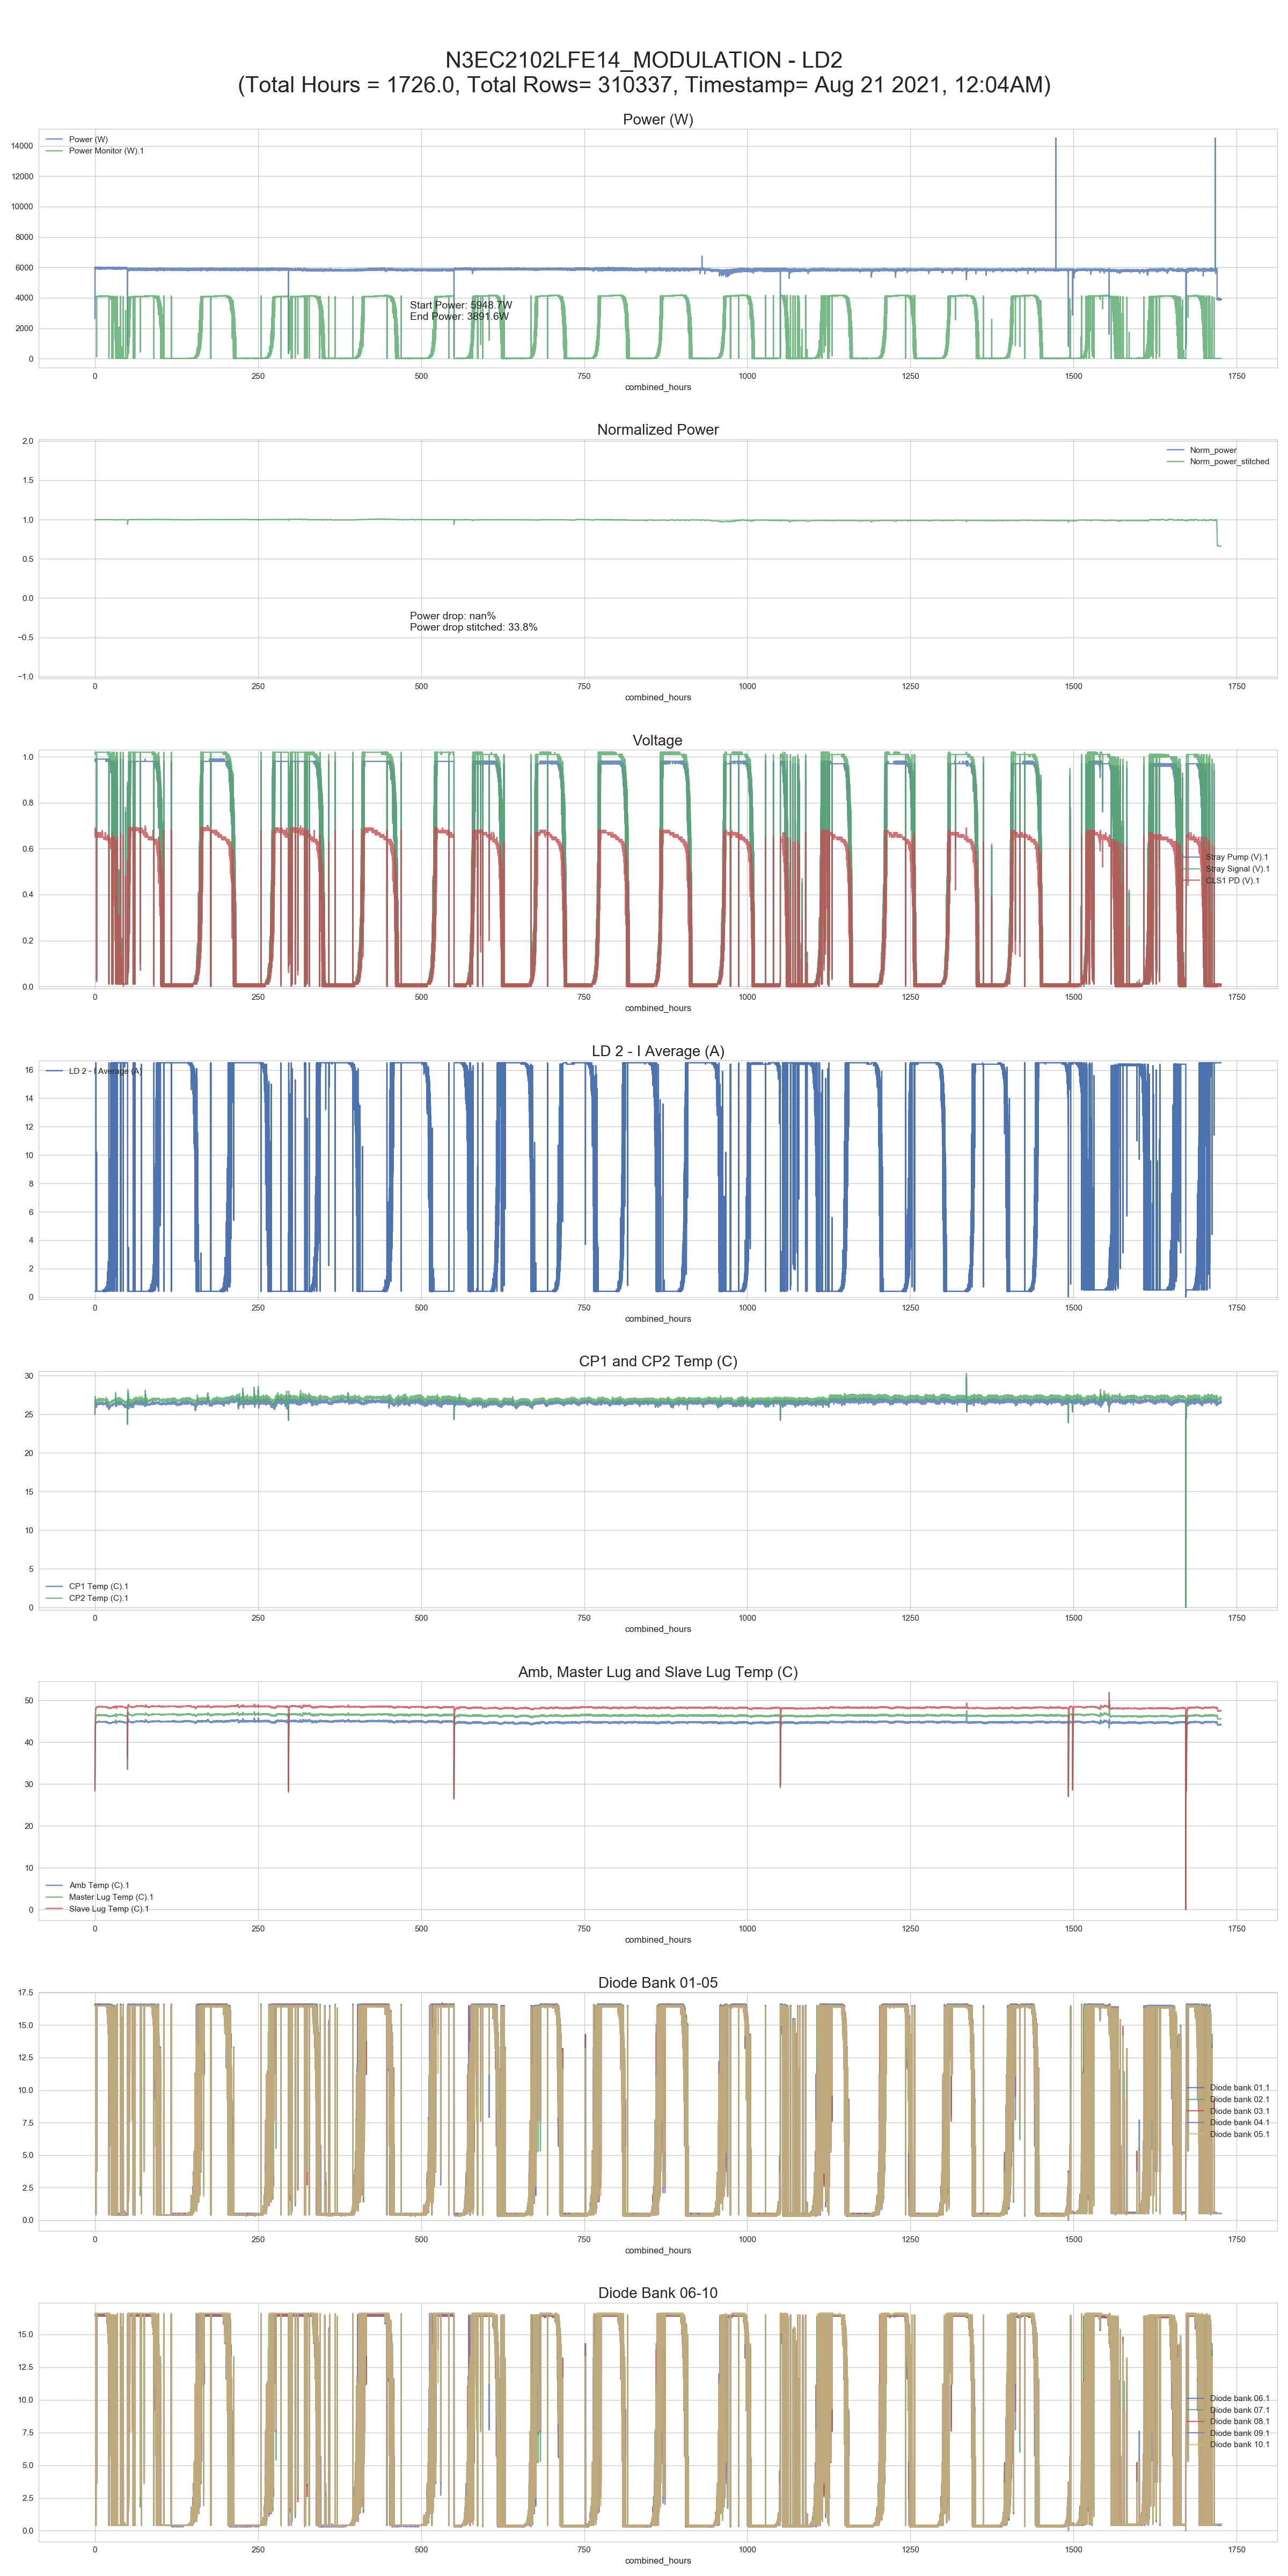 N3EC2102LFE14_MODULATION - LD2
(Total Hours = 1726.0, Total Rows= 310337, Timestamp= Aug 21 2021, 12:04AM)
Power (W)
Power (W)
Power Monitor (W).1
14000
12000
10000
8000
6000
4000
2000
0
Start Power: 5948.7W
End Power: 3891.6W
0 250 500 750 1000 1250 1500 1750
combined_hours
Normalized Power
Norm_power
Norm_power_stitched
2.0
1.5
1.0
0.5
0.0
−0.5
−1.0
Power drop: nan%
Power drop stitched: 33.8%
0 250 500 750 1000 1250 1500 1750
combined_hours
Voltage
1.0
0.8
0.6
0.4
0.2
0.0
Stray Pump (V).1
Stray Signal (V).1
CLS1 PD (V).1
0 250 500 750 1000 1250 1500 1750
combined_hours
LD 2 - I Average (A)
LD 2 - I Average (A)
16
14
12
10
8
6
4
2
0
0 250 500 750 1000 1250 1500 1750
combined_hours
CP1 and CP2 Temp (C)
30
25
20
15
10
5
0
CP1 Temp (C).1
CP2 Temp (C).1
0 250 500 750 1000 1250 1500 1750
combined_hours
Amb, Master Lug and Slave Lug Temp (C)
50
40
30
20
10
0
Amb Temp (C).1
Master Lug Temp (C).1
Slave Lug Temp (C).1
0 250 500 750 1000 1250 1500 1750
combined_hours
Diode Bank 01-05
17.5
15.0
12.5
10.0
7.5
5.0
2.5
0.0
Diode bank 01.1
Diode bank 02.1
Diode bank 03.1
Diode bank 04.1
Diode bank 05.1
0 250 500 750 1000 1250 1500 1750
combined_hours
Diode Bank 06-10
15.0
12.5
10.0
7.5
5.0
2.5
0.0
Diode bank 06.1
Diode bank 07.1
Diode bank 08.1
Diode bank 09.1
Diode bank 10.1
0 250 500 750 1000 1250 1500 1750
combined_hours